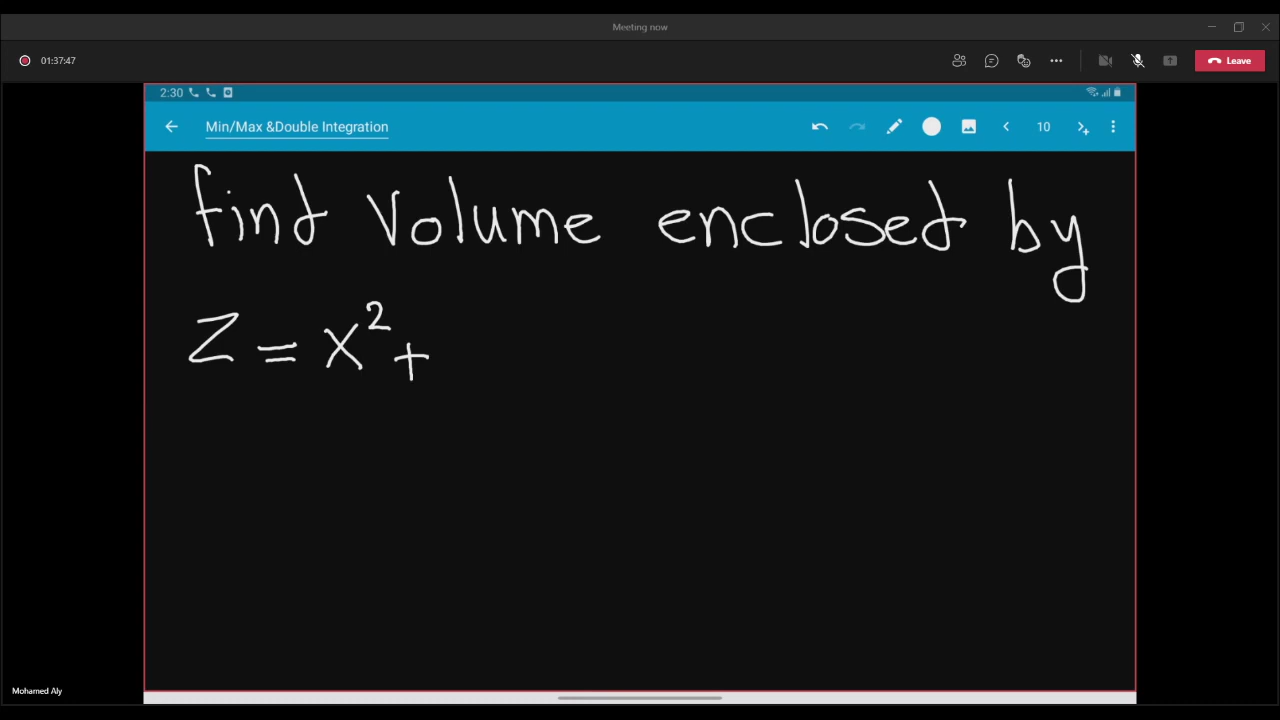 Meeting now
01:37:47
Leave
2:30
Min/Max &Double Integration
10
find Volume enclosed by
Z = x² +
Mohamed Aly